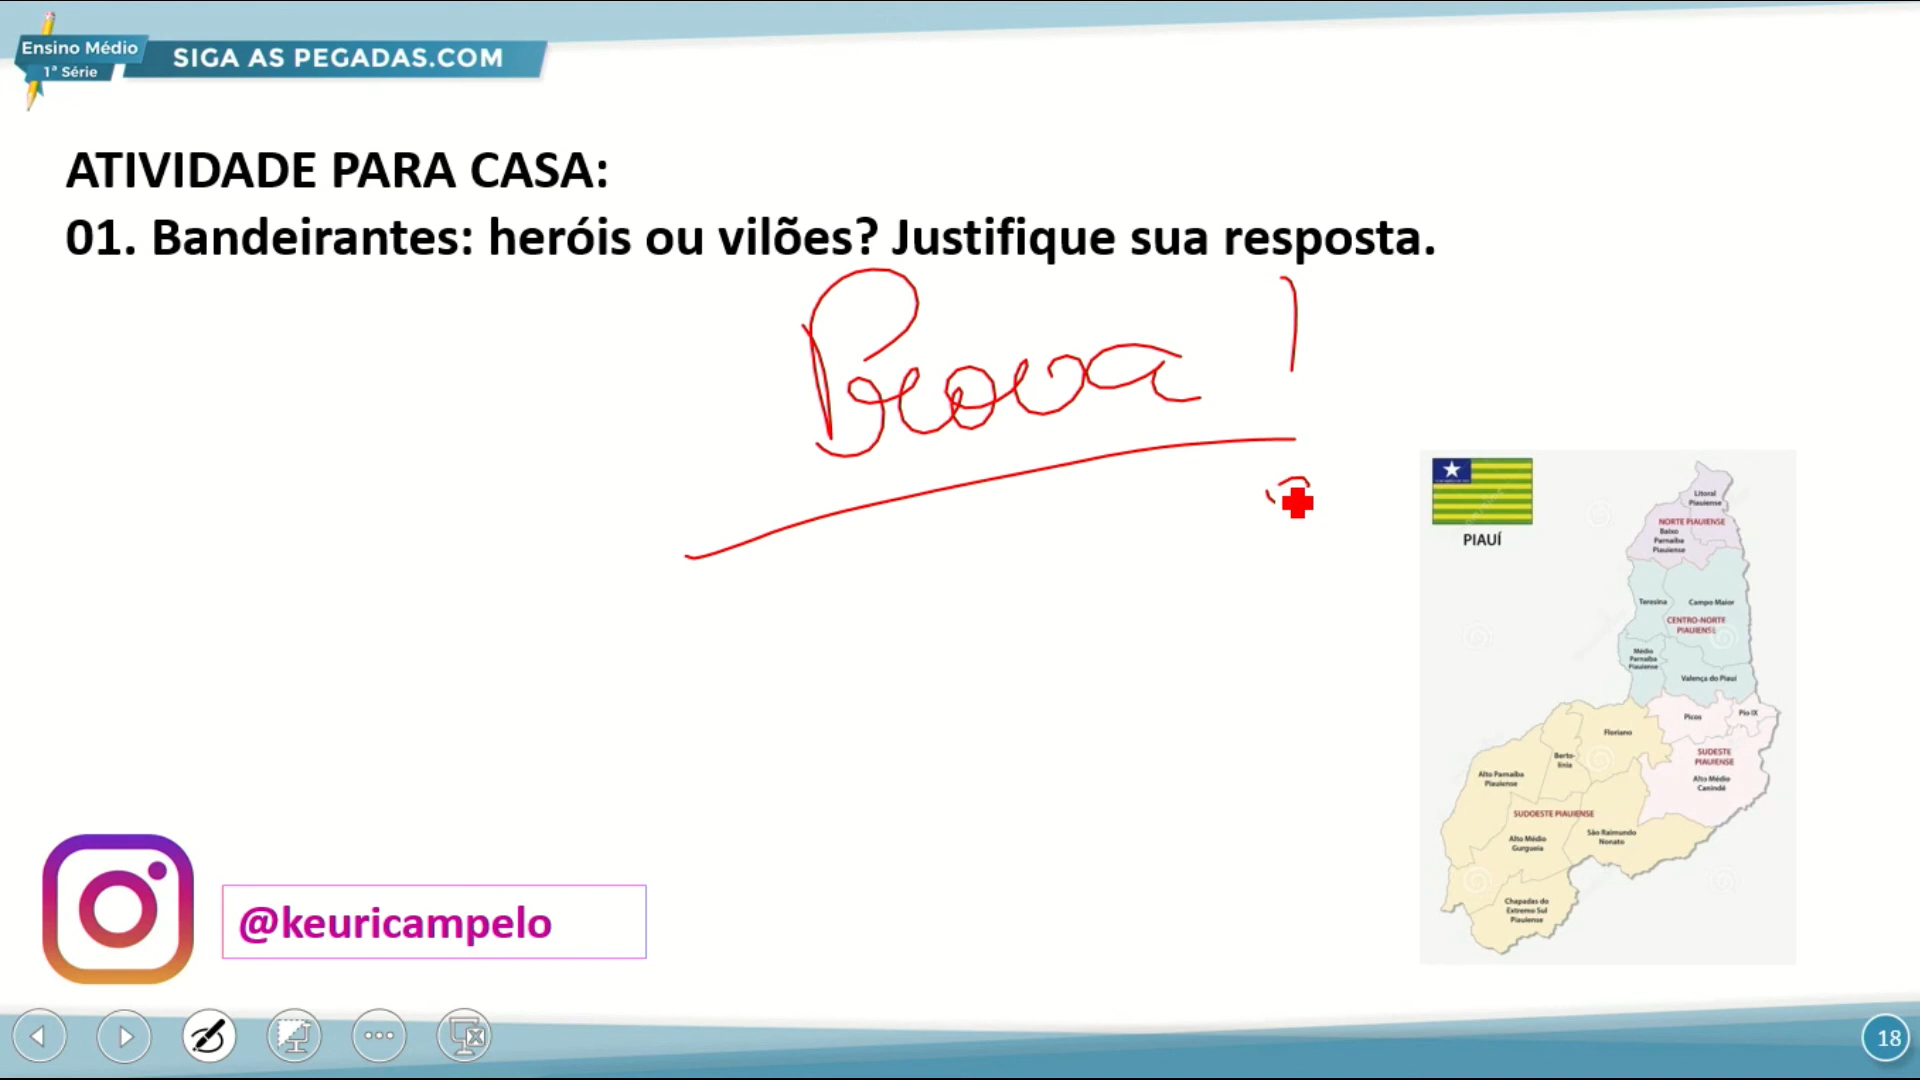 Ensino Médio
1ª Série
SIGA AS PEGADAS.COM
ATIVIDADE PARA CASA:
01. Bandeirantes: heróis ou vilões? Justifique sua resposta.
Prova!
PIAUÍ
Litoral
Piauiense
NORTE PIAUIENSE
Baixo
Parnaíba
Piauiense
Teresina
Campo Maior
CENTRO-NORTE
PIAUIENSE
Médio
Parnaíba
Piauiense
Valença do Piauí
Picos
Pio IX
Floriano
Berto-
línia
SUDESTE
PIAUIENSE
Alto Médio
Canindé
Alto Parnaíba
Piauiense
SUDOESTE PIAUIENSE
São Raimundo
Nonato
Alto Médio
Gurgueia
Chapadas do
Extremo Sul
Piauiense
@keuricampelo
18